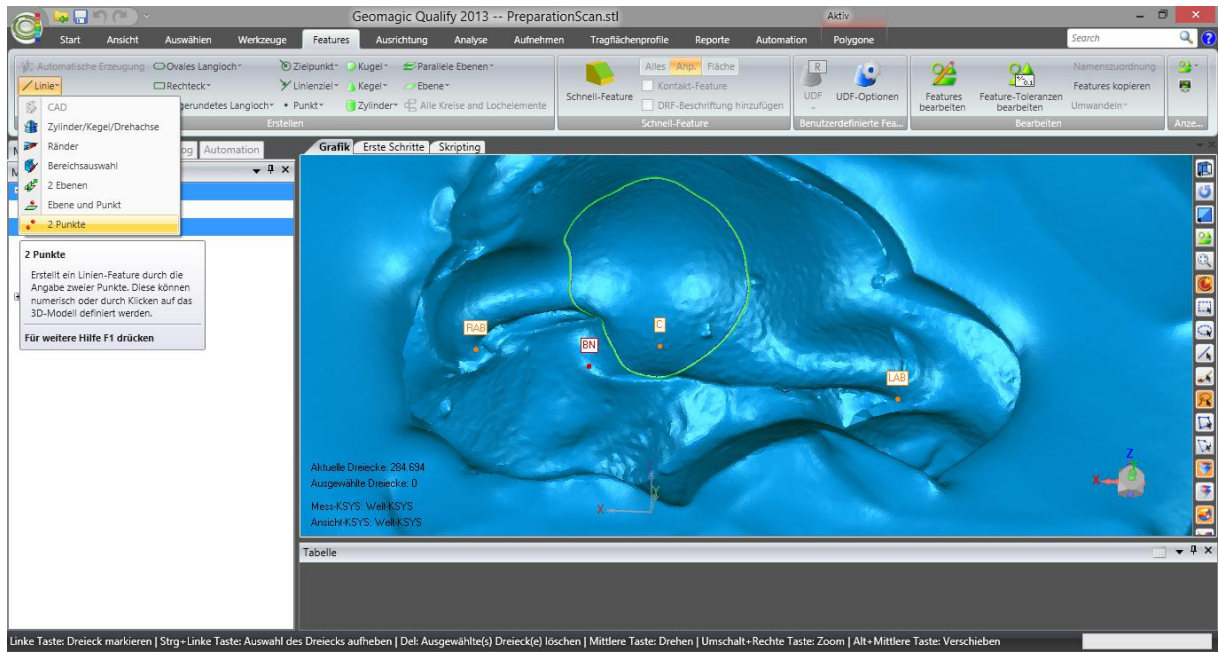 Geomagic Qualify 2013 -- PreparationScan.stl
Aktiv
Start Ansicht Auswählen Werkzeuge Features Ausrichtung Analyse Aufnehmen Tragflächenprofile Reporte Automation Polygone Search
Automatische Erzeugung Ovales Langloch Zielpunkt Kugel Parallele Ebenen Alles Anp. Fläche Namenszuordnung
Linie Rechteck Linienziel Kegel Ebene Schnell-Feature Kontakt-Feature UDF UDF-Optionen Features bearbeiten Feature-Toleranzen bearbeiten Features kopieren
gerundetes Langloch Punkt Zylinder Alle Kreise and Lochelemente DRF-Beschriftung hinzufügen Umwandeln
Erstellen Schnell-Feature Benutzerdefinierte Fea... Bearbeiten Anze...
CAD
Zylinder/Kegel/Drehachse
Ränder
Bereichsauswahl
2 Ebenen
Ebene und Punkt
2 Punkte
og Automation
Grafik Erste Schritte Skripting
2 Punkte
Erstellt ein Linien-Feature durch die
Angabe zweier Punkte. Diese können
numerisch oder durch Klicken auf das
3D-Modell definiert werden.
Für weitere Hilfe F1 drücken
RAB
C
BN
LAB
Aktuelle Dreiecke: 284.694
Ausgewählte Dreiecke: 0
Mess-KSYS: Welt-KSYS
Ansicht-KSYS: Welt-KSYS
X
Z
X
Tabelle
Linke Taste: Dreieck markieren | Strg+Linke Taste: Auswahl des Dreiecks aufheben | Del: Ausgewählte(s) Dreieck(e) löschen | Mittlere Taste: Drehen | Umschalt+Rechte Taste: Zoom | Alt+Mittlere Taste: Verschieben